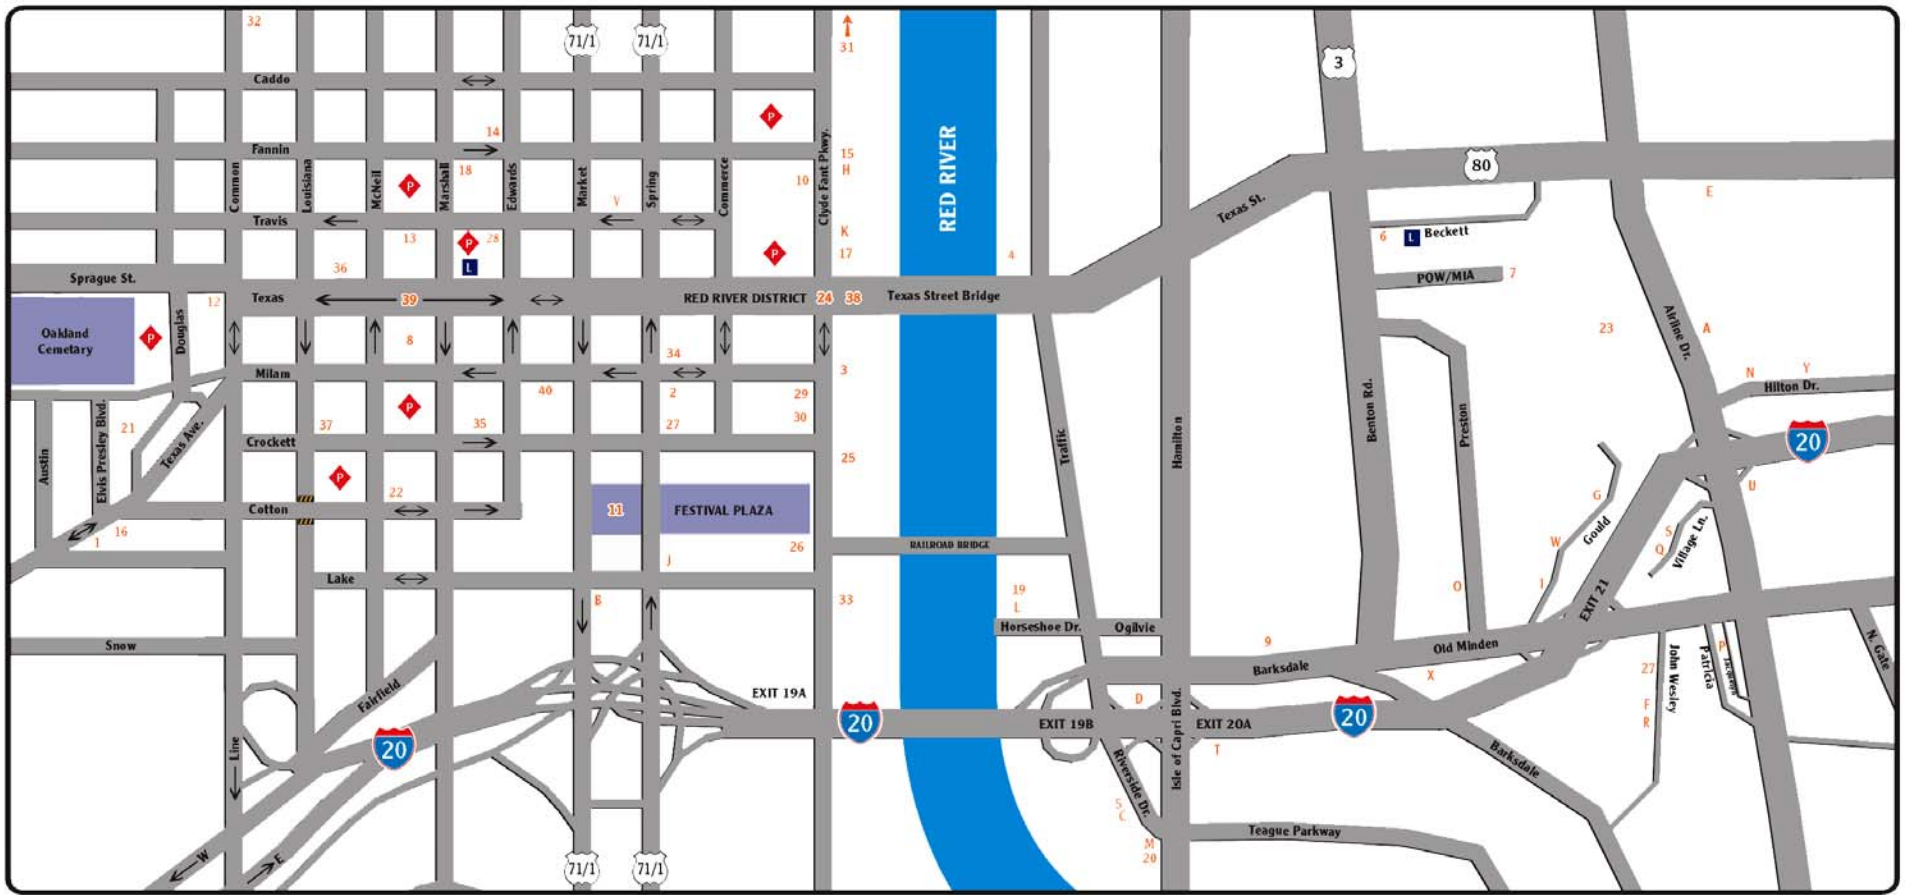 32
71/1
71/1
31
3
Caddo
P
14
Fannin
15
H
RED RIVER
80
Common
Louisiana
McNeil
Marshall
Edwards
Market
Spring
Commerce
Clyde Fant Pkwy.
18
P
10
E
V
Travis
Texas St.
K
13
P
28
P
17
4
6
L
Beckett
36
L
Sprague St.
POW/MIA
7
12
Texas
39
RED RIVER DISTRICT
24
38
Texas Street Bridge
Oakland
Cemetary
P
Douglas
8
23
Airline Dr.
A
34
Milam
3
N
Y
Hilton Dr.
40
2
29
P
30
Austin
Elvis Presley Blvd.
21
Texas Ave.
37
35
27
Crockett
Traffic
Hamilton
Benton Rd.
Preston
20
25
P
22
U
G
Cotton
11
FESTIVAL PLAZA
16
1
Gould
S
Q
Village Ln.
W
26
RAILROAD BRIDGE
J
Lake
19
L
I
O
EXIT 21
B
33
Horseshoe Dr.
Ogilvie
Snow
9
Barksdale
Old Minden
P
Jacquelyn
Patricia
John Wesley
N. Gate
27
X
Fairfield
EXIT 19A
D
F
R
20
EXIT 19B
Isle of Capri Blvd.
EXIT 20A
20
20
Line
T
Barksdale
Riverside Dr.
5
C
Teague Parkway
M
20
W
E
71/1
71/1